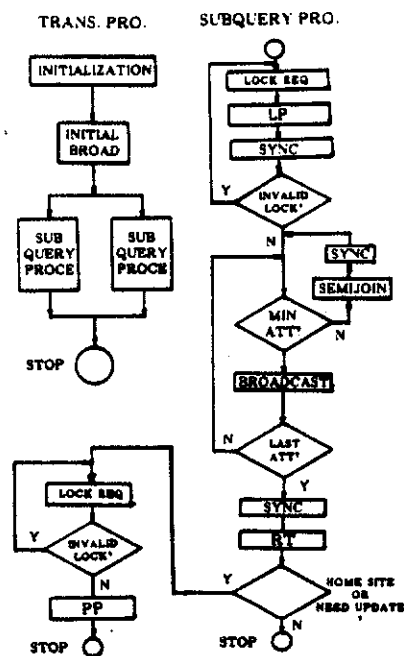 TRANS. PRO.
INITIALIZATION
INITIAL
BROAD
SUB
QUERY
PROCE
SUB
QUERY
PROCE
STOP
SUBQUERY PRO.
LOCK REQ
LP
SYNC
INVALID
LOCK?
Y
N
SYNC
SEMIJOIN
MIN
ATT?
N
BROADCAST
LAST
ATT?
N
Y
SYNC
RT
HOME SITE
OR
NEED UPDATE
?
Y
N
STOP
LOCK REQ
INVALID
LOCK?
Y
N
PP
STOP